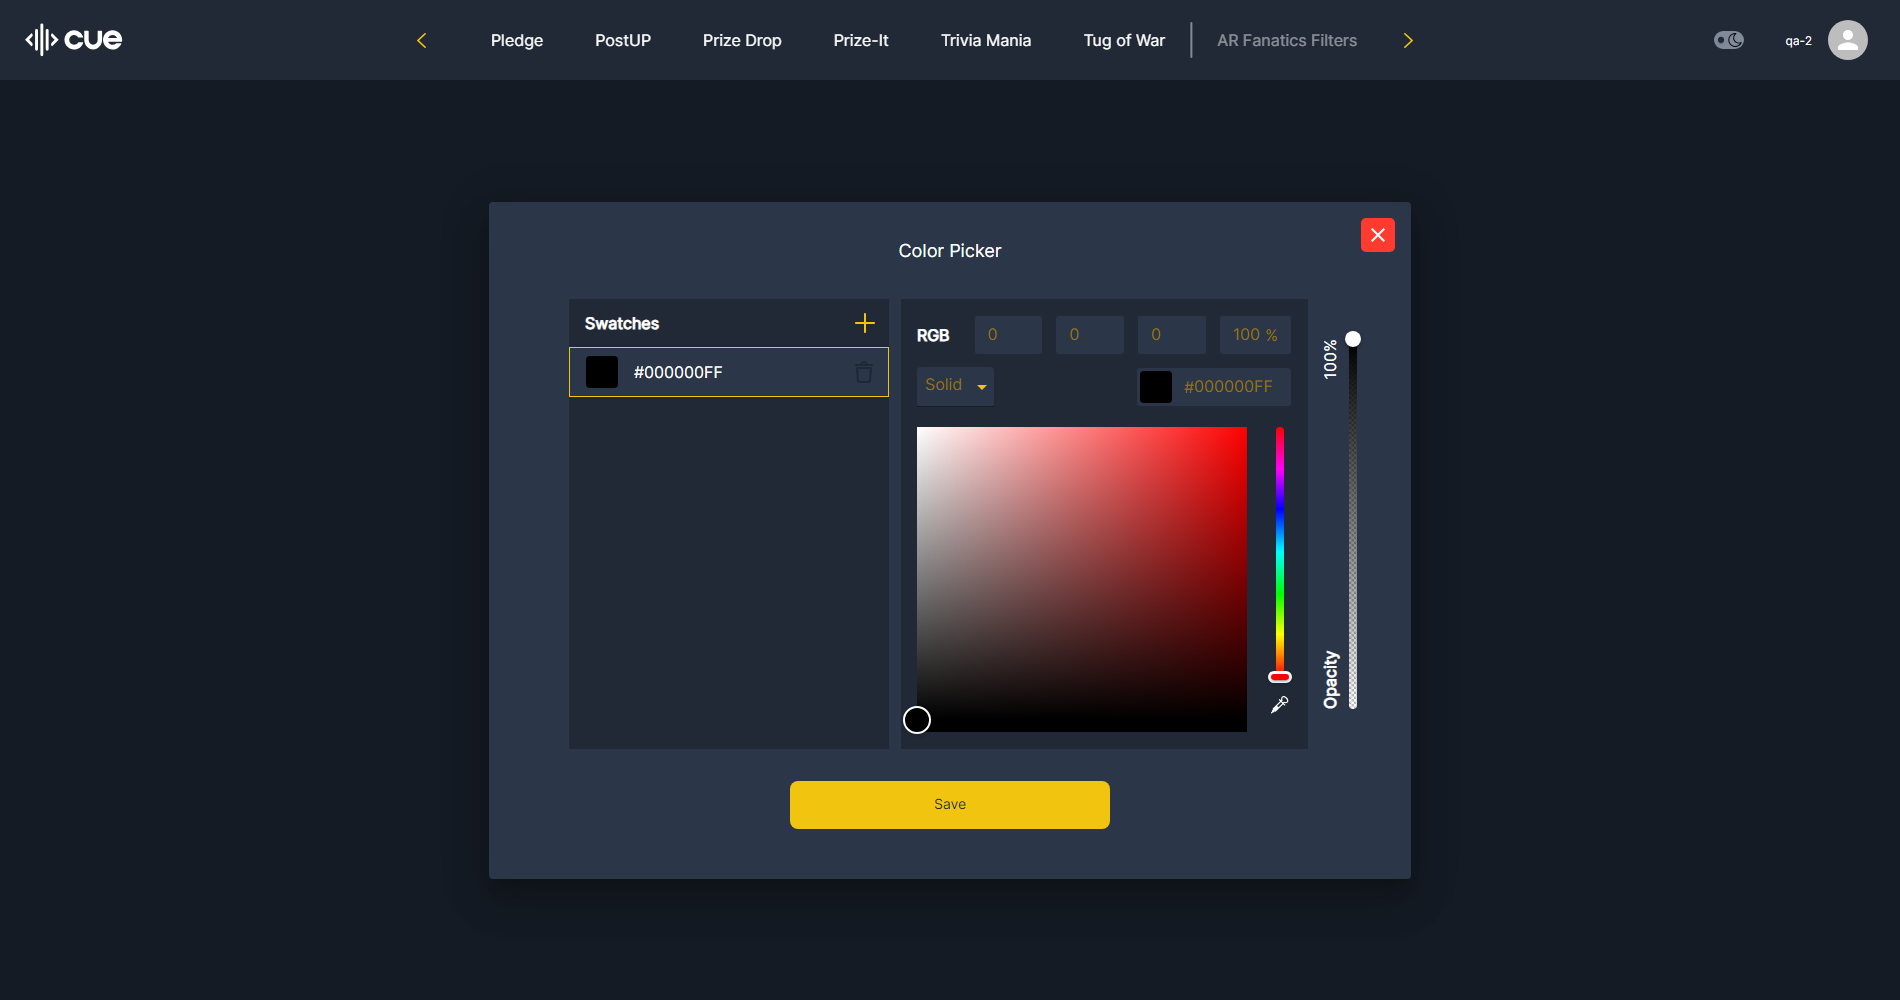 cue
Pledge PostUP Prize Drop Prize-It Trivia Mania Tug of War AR Fanatics Filters
qa-2
Color Picker
Swatches
#000000FF
RGB 0 0 0 100 %
Solid
#000000FF
100%
Opacity
Save